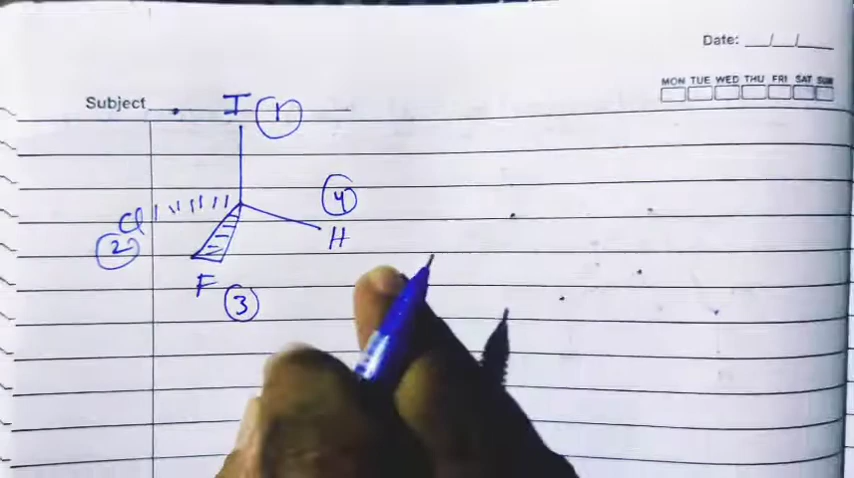 Date: __/__/__
MON TUE WED THU FRI SAT SUN
Subject
I 1
4
Cl
H
2
F
3